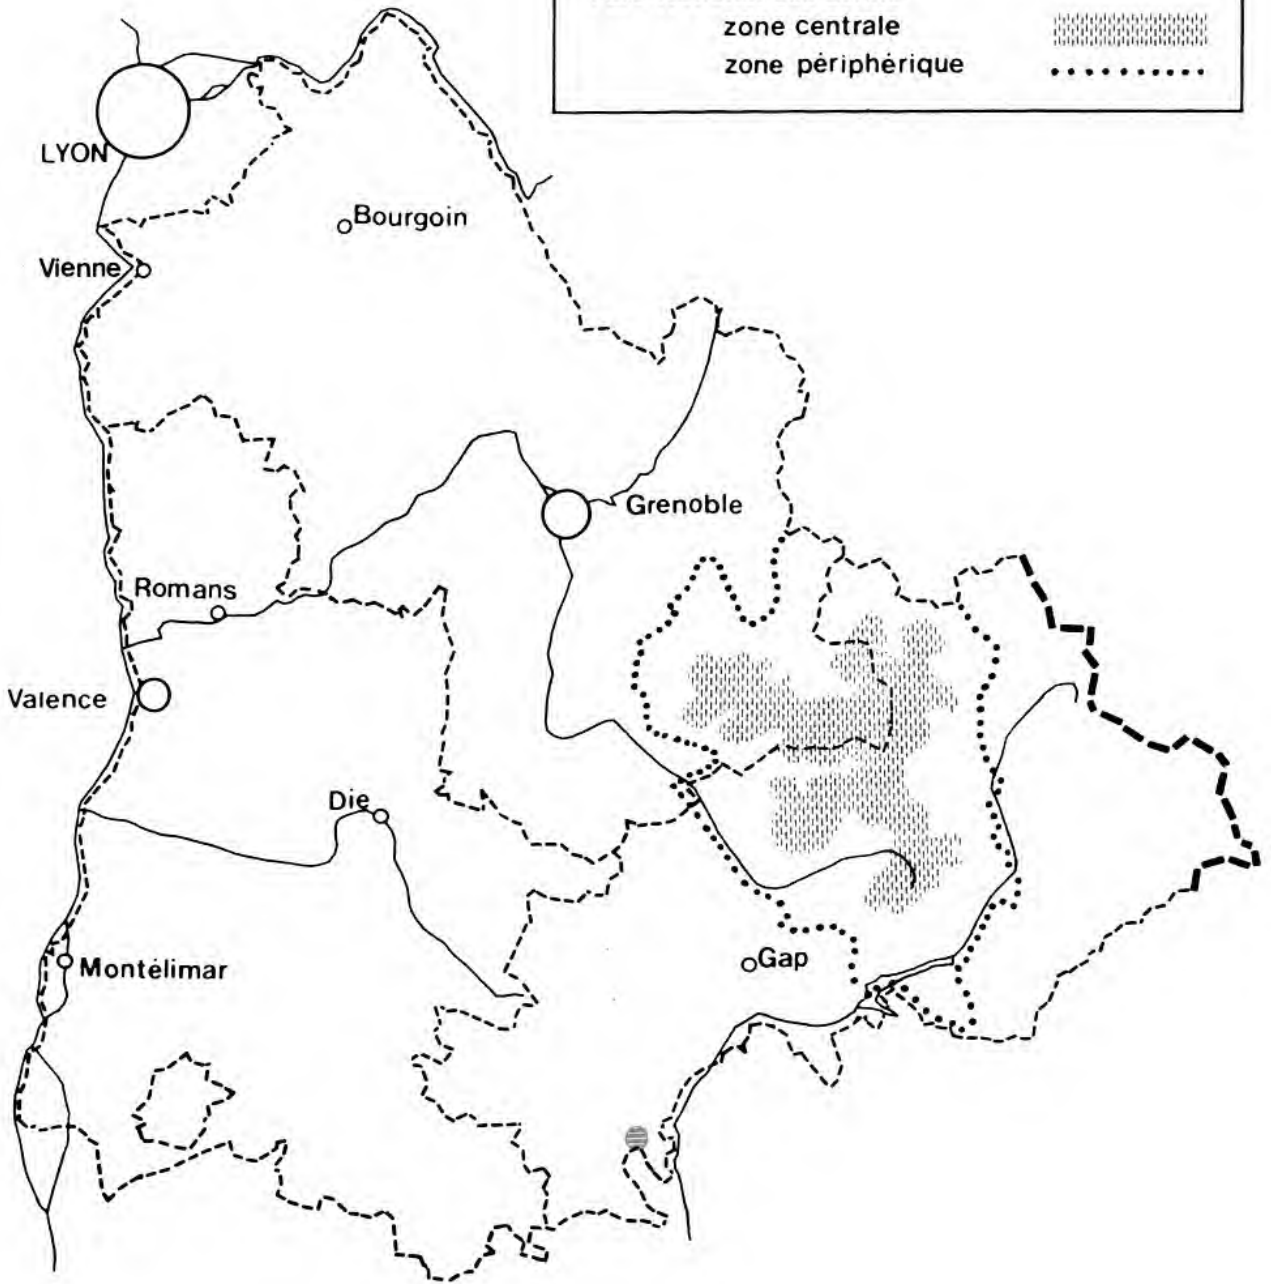 zone centrale
zone périphérique
LYON
Bourgoin
Vienne
Grenoble
Romans
Valence
Die
Gap
Montélimar